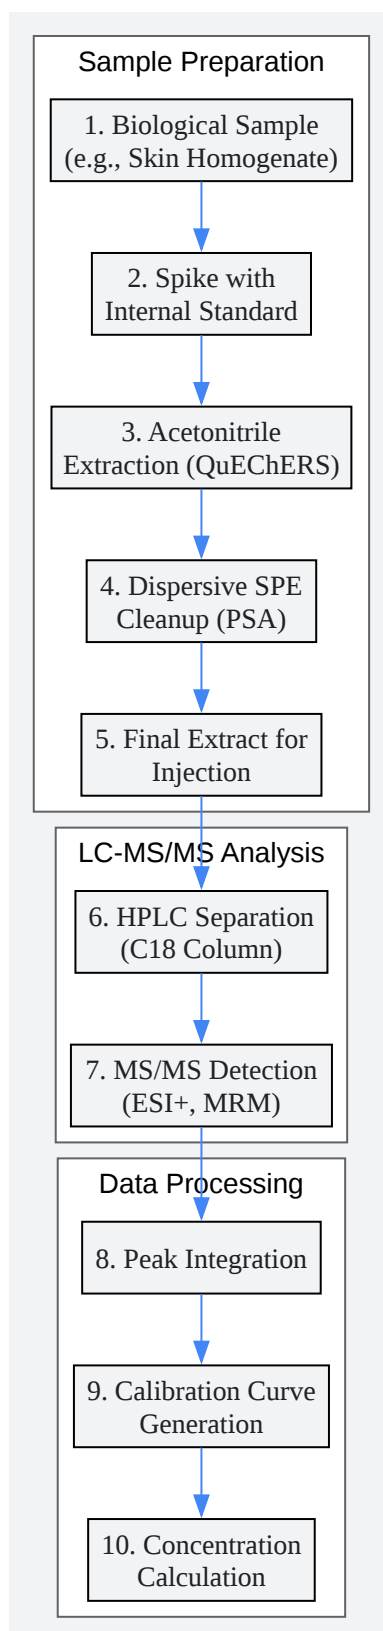 Sample Preparation
1. Biological Sample
(e.g., Skin Homogenate)
2. Spike with
Internal Standard
3. Acetonitrile
Extraction (QuEChERS)
4. Dispersive SPE
Cleanup (PSA)
5. Final Extract for
Injection
LC-MS/MS Analysis
6. HPLC Separation
(C18 Column)
7. MS/MS Detection
(ESI+, MRM)
Data Processing
8. Peak Integration
9. Calibration Curve
Generation
10. Concentration
Calculation